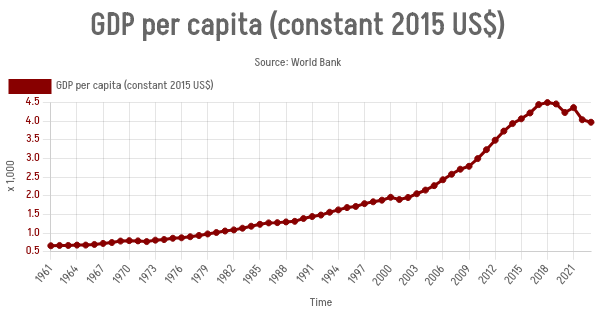 GDP per capita (constant 2015 US$)
Source: World Bank
GDP per capita (constant 2015 US$)
4.5
4.0
3.5
3.0
2.5
2.0
1.5
1.0
0.5
x 1,000
1961 1964 1967 1970 1973 1976 1979 1982 1985 1988 1991 1994 1997 2000 2003 2006 2009 2012 2015 2018 2021
Time